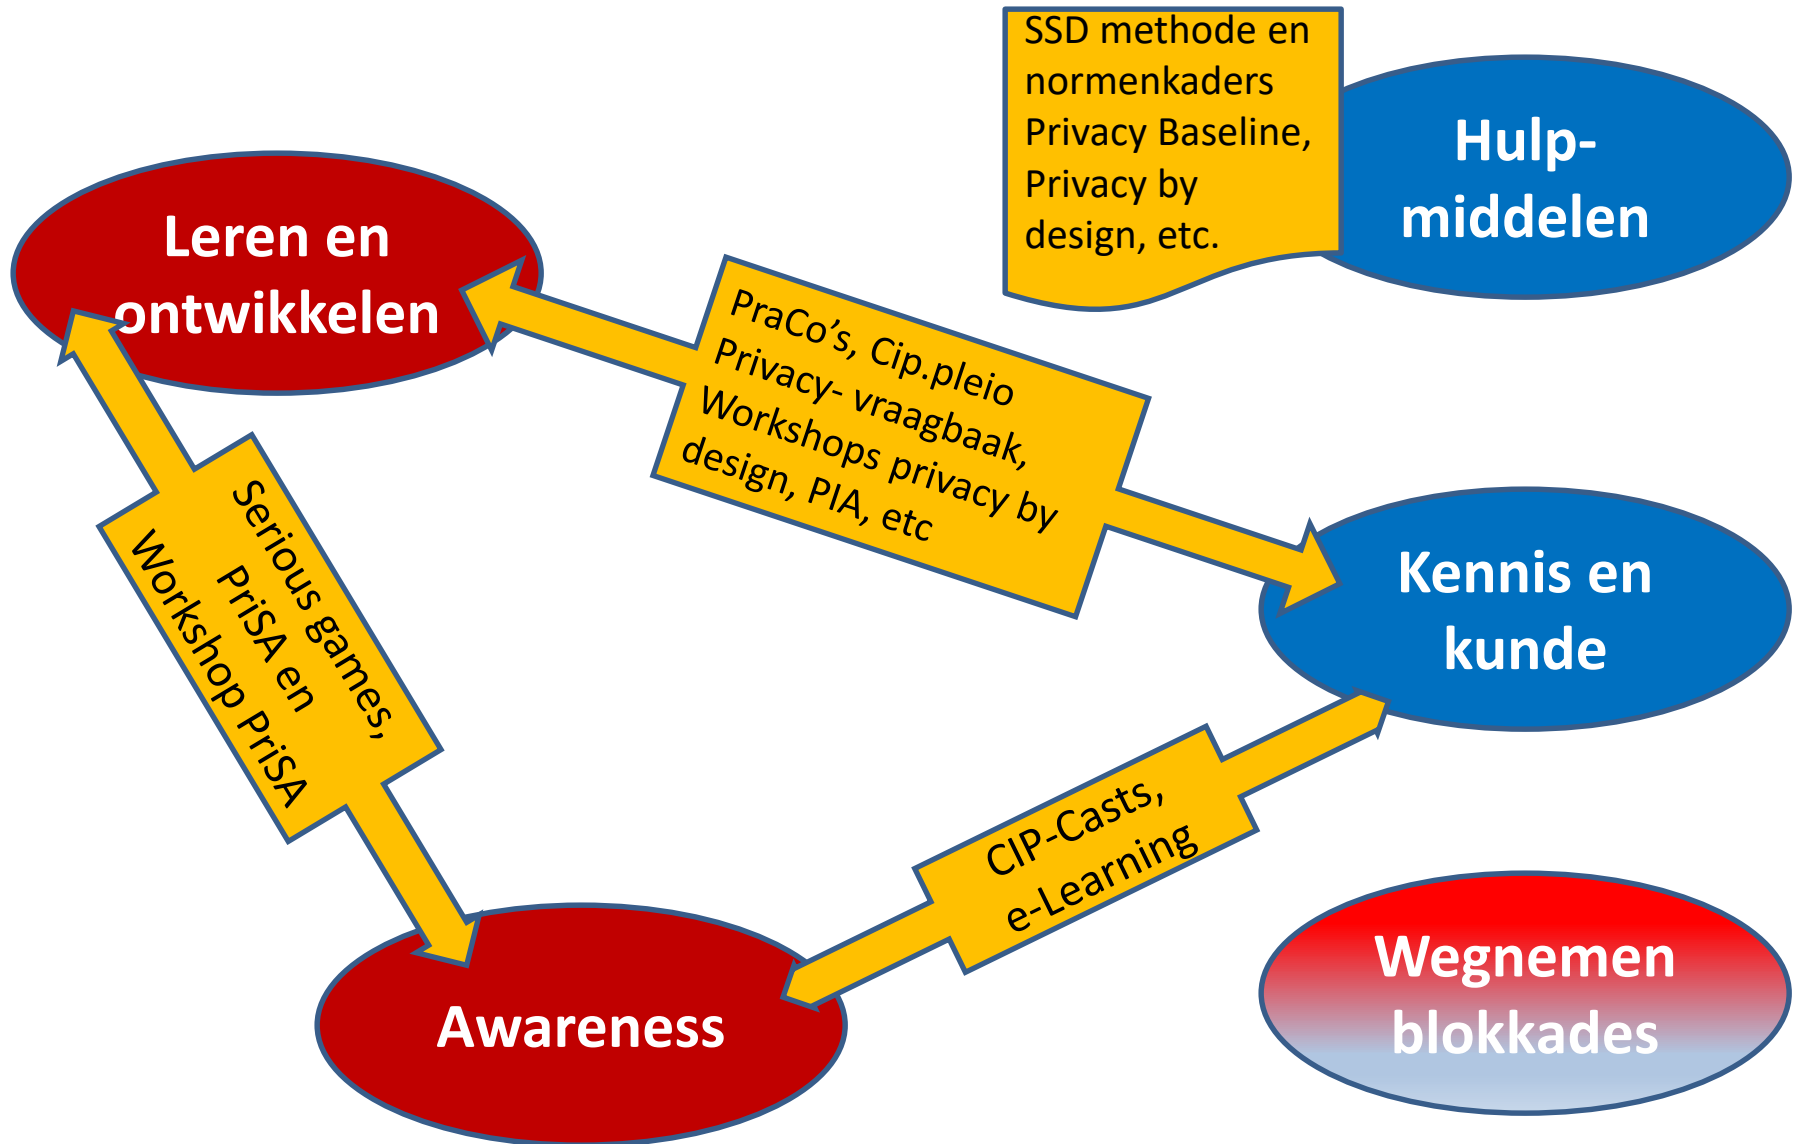 SSD methode en
normenkaders
Privacy Baseline,
Privacy by
design, etc.
Hulp-
middelen
Leren en
ontwikkelen
PraCo’s, Cip.pleio
Privacy- vraagbaak,
Workshops privacy by
design, PIA, etc
Serious games,
PriSA en
Workshop PriSA
Kennis en
kunde
CIP-Casts,
e-Learning
Wegnemen
blokkades
Awareness